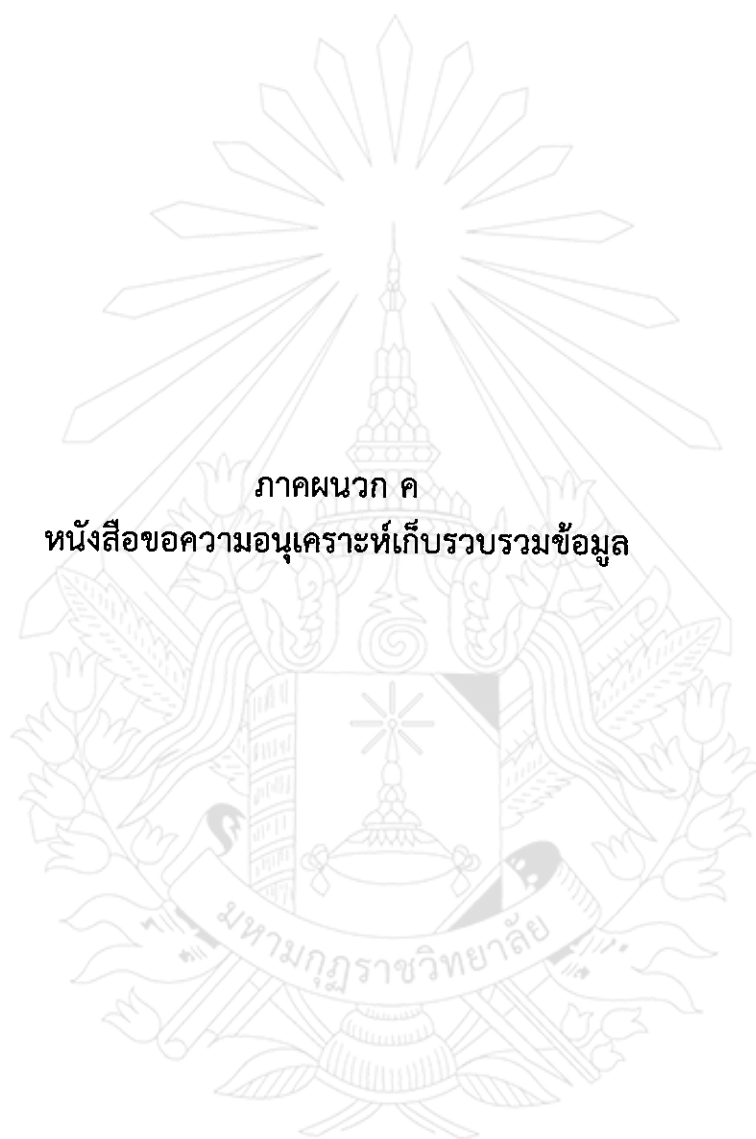 ภาคผนวก ค
หนังสือขอความอนุเคราะห์เก็บรวบรวมข้อมูล
มหามกุฏราชวิทยาลัย